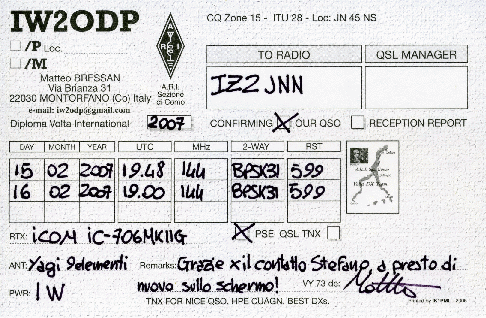 IW2ODP
CQ Zone 15 - ITU 28 - Loc: JN 45 NS
/P Loc.
/M
TO RADIO
QSL MANAGER
IZ2JNN
Matteo BRESSAN
Via Brianza 31
22030 MONTORFANO (Co) Italy
e-mail: iw2odp@gmail.com
A.R.I.
Sezione
di Como
Diploma Volta International 2007
CONFIRMING X OUR QSO
RECEPTION REPORT
DAY MONTH YEAR UTC MHz 2-WAY RST
15 02 2007 19.48 144 BPSK31 599
16 02 2007 19.00 144 BPSK31 599
RTX: iCOM iC-706MKIIG
X PSE QSL TNX
ANT: Yagi 9elementi
Remarks: Grazie x il contatto Stefano, a presto di
nuovo sullo schermo!
VY 73 de: Matteo
PWR: 1W
TNX FOR NICE QSO. HPE CUAGN. BEST DXs.